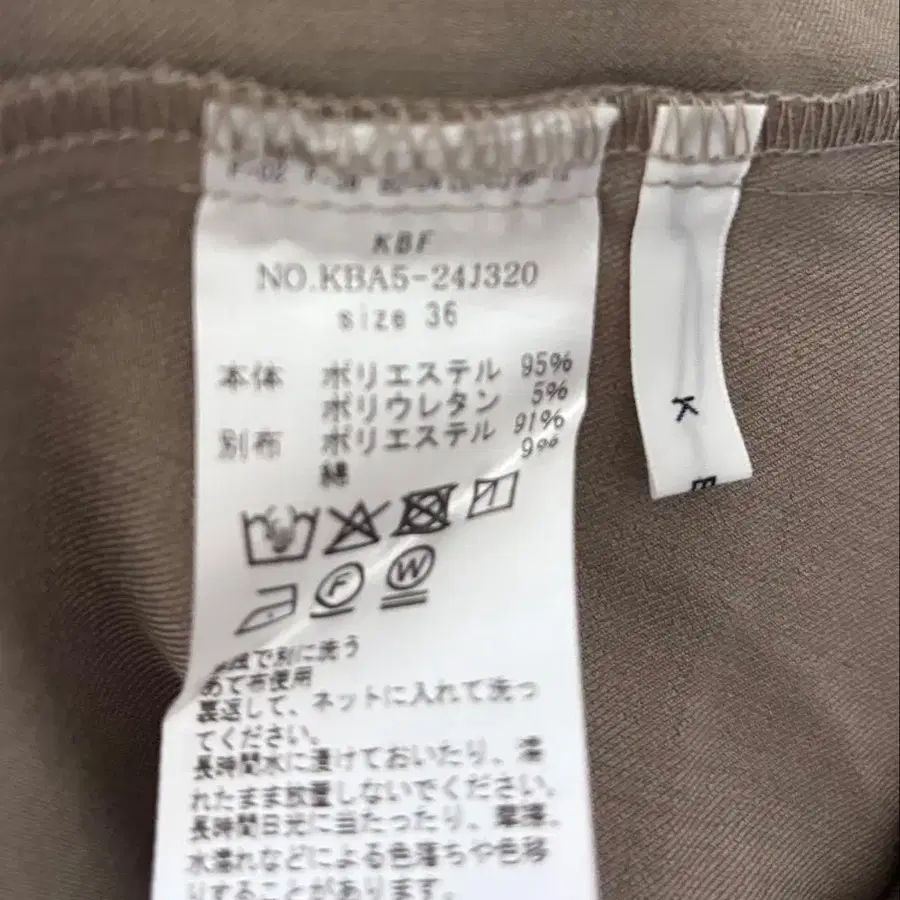 KBF
NO.KBA5-24J320
size 36
本体 ポリエステル 95%
ポリウレタン 5%
別布 ポリエステル 91%
綿 9%
F
W
で別に洗う
あて布使用
裏返して、ネットに入れて洗っ
てください。
長時間水に漬けておいたり、濡
れたまま放置しないでください。
長時間日光に当たったり、摩擦、
水濡れなどによる色落ちや色移
りすることがあります。
K